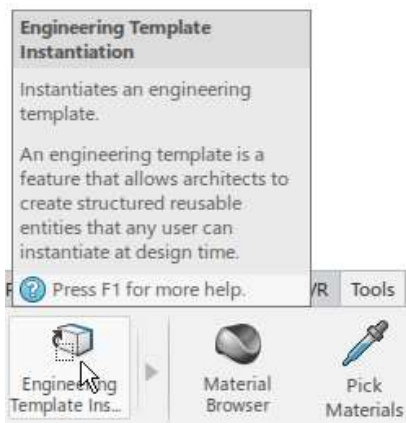 Engineering Template
Instantiation
Instantiates an engineering
template.
An engineering template is a
feature that allows architects to
create structured reusable
entities that any user can
instantiate at design time.
Press F1 for more help.
/R Tools
Engineering
Template Ins...
Material
Browser
Pick
Materials